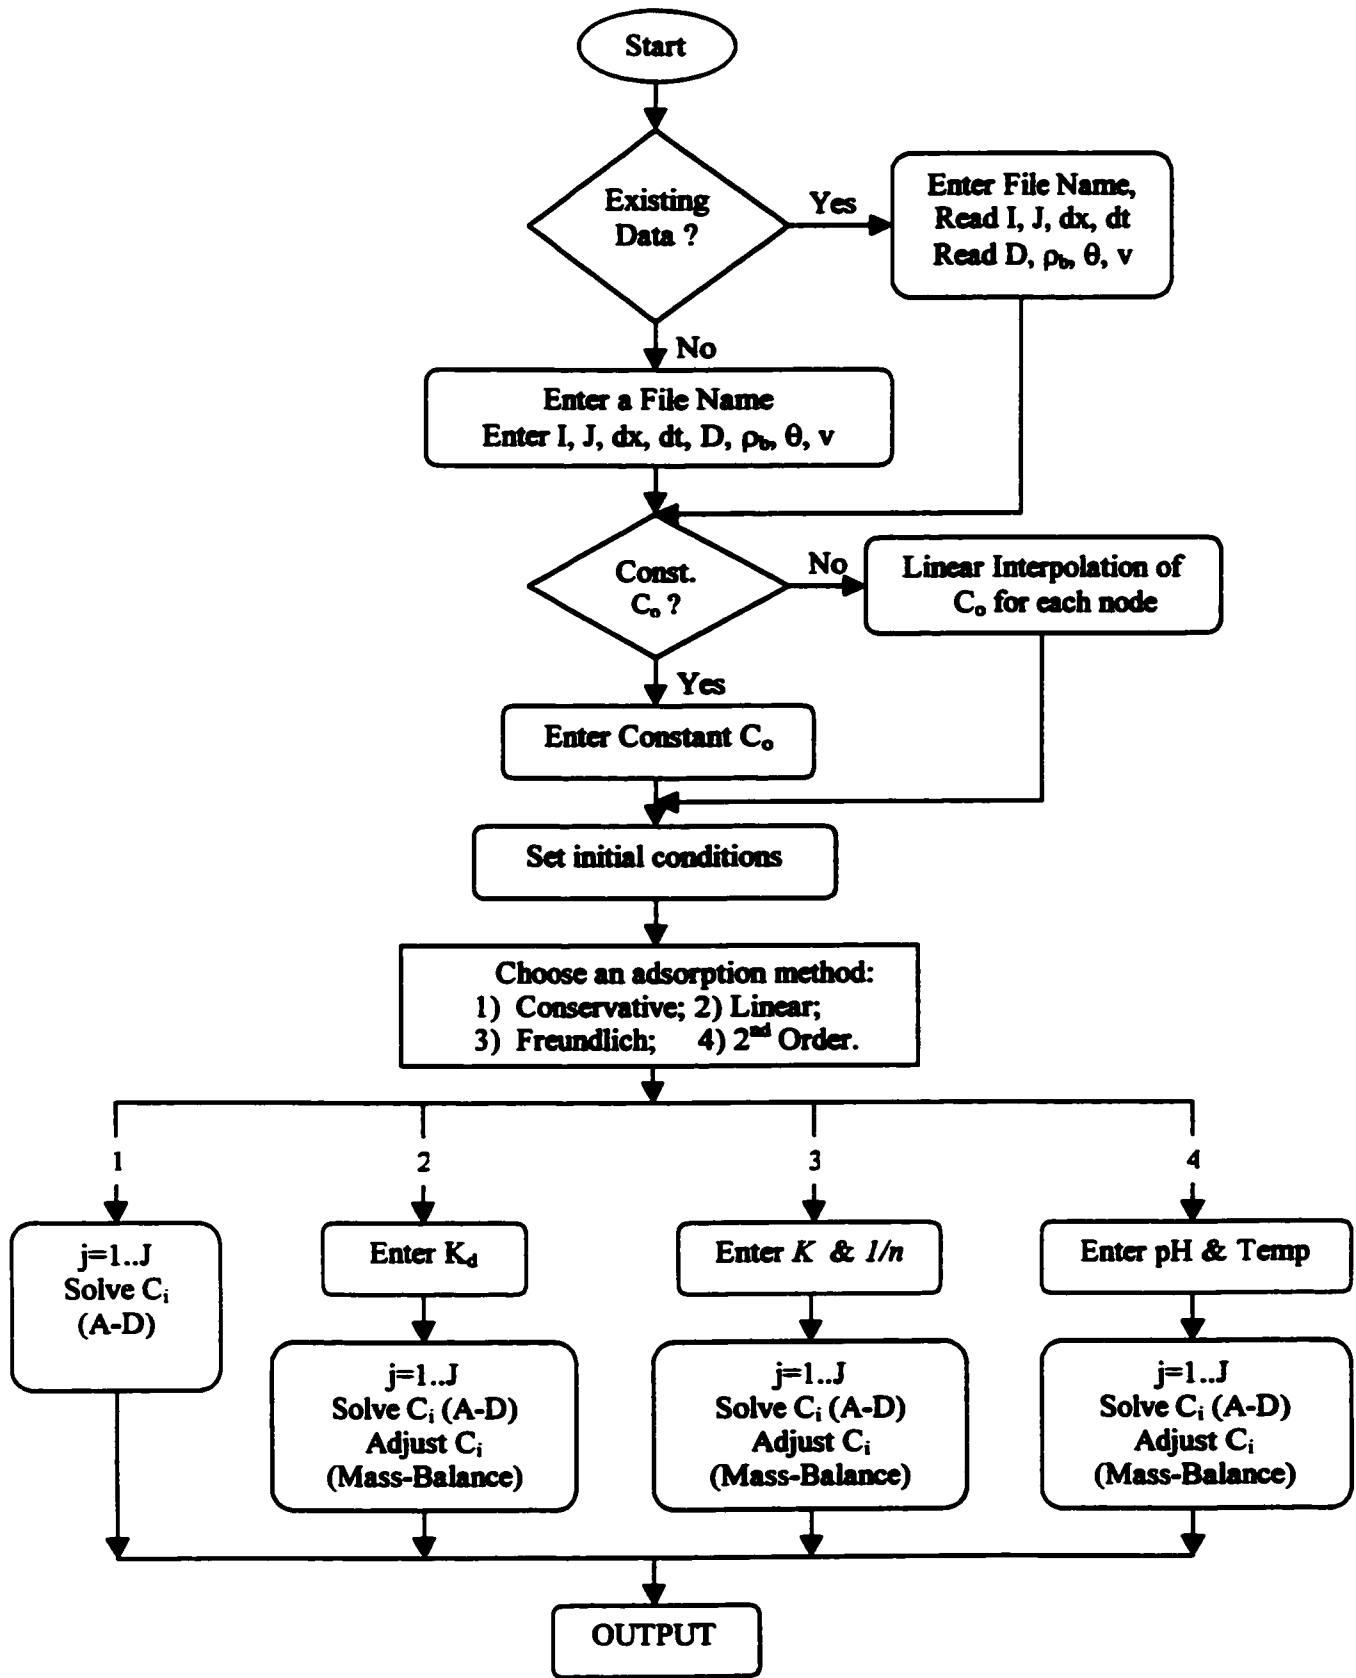 Start
Existing
Data ?
Yes
Enter File Name,
Read I, J, dx, dt
Read D, ρb, θ, v
No
Enter a File Name
Enter I, J, dx, dt, D, ρb, θ, v
Const.
Co ?
No
Linear Interpolation of
Co for each node
Yes
Enter Constant Co
Set initial conditions
Choose an adsorption method:
1) Conservative; 2) Linear;
3) Freundlich; 4) 2nd Order.
1
2
3
4
j=1..J
Solve Ci
(A-D)
Enter Kd
j=1..J
Solve Ci (A-D)
Adjust Ci
(Mass-Balance)
Enter K & 1/n
j=1..J
Solve Ci (A-D)
Adjust Ci
(Mass-Balance)
Enter pH & Temp
j=1..J
Solve Ci (A-D)
Adjust Ci
(Mass-Balance)
OUTPUT